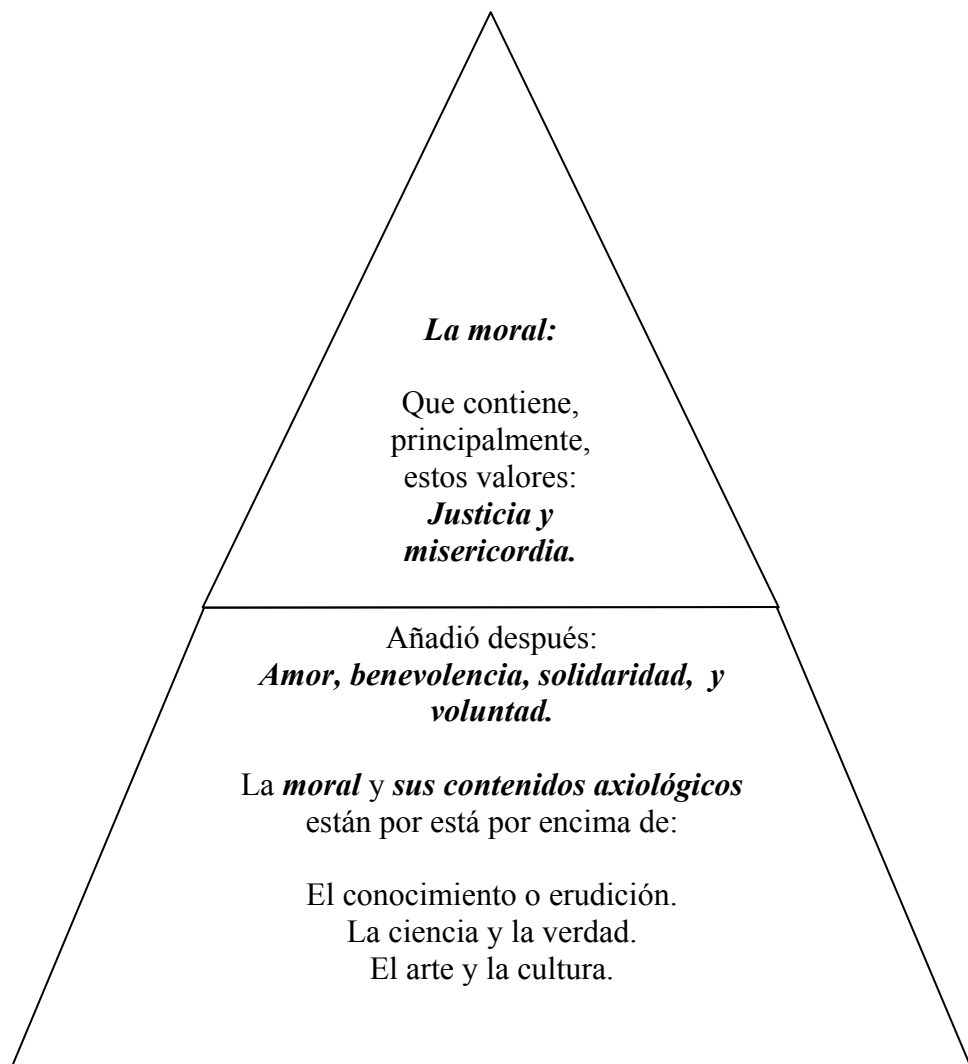 La moral:
Que contiene,
principalmente,
estos valores:
Justicia y
misericordia.
Añadió después:
Amor, benevolencia, solidaridad, y
voluntad.
La moral y sus contenidos axiológicos
están por está por encima de:
El conocimiento o erudición.
La ciencia y la verdad.
El arte y la cultura.